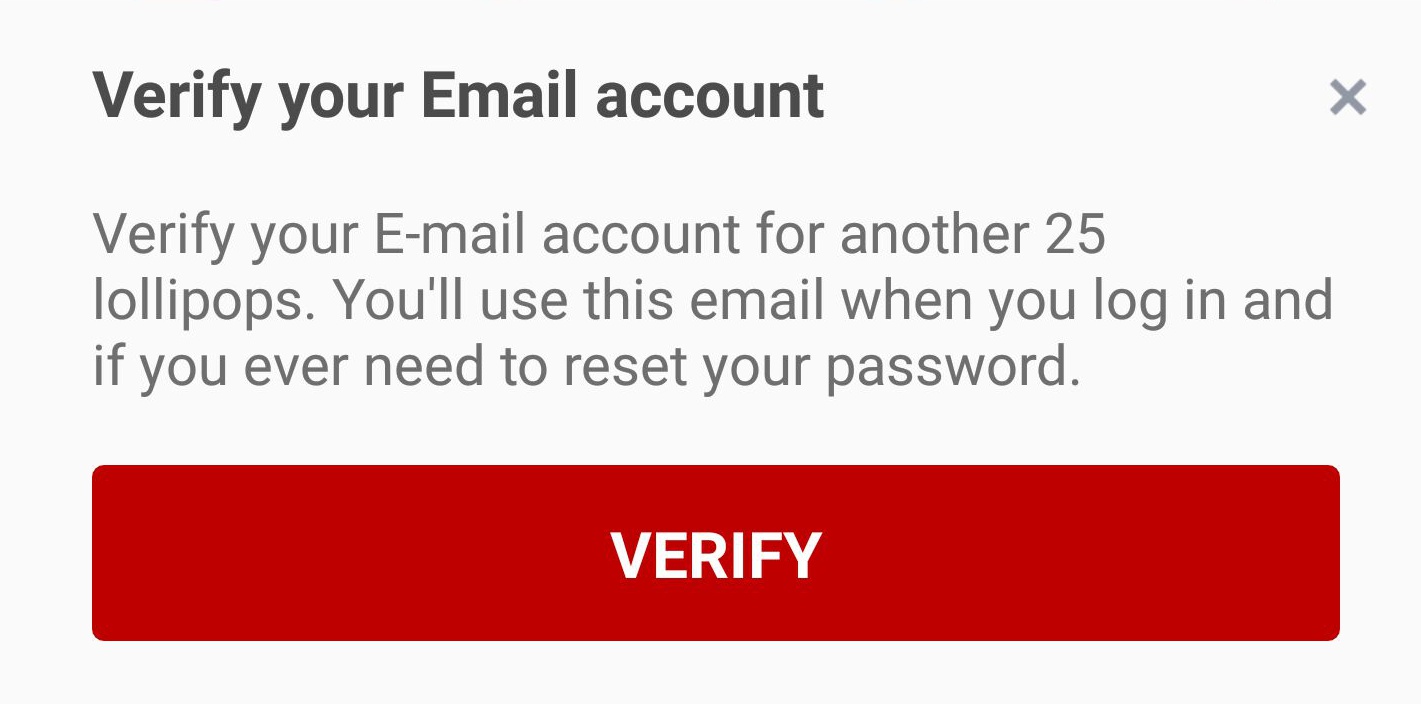 Verify your Email account
Verify your E-mail account for another 25
lollipops. You'll use this email when you log in and
if you ever need to reset your password.
VERIFY